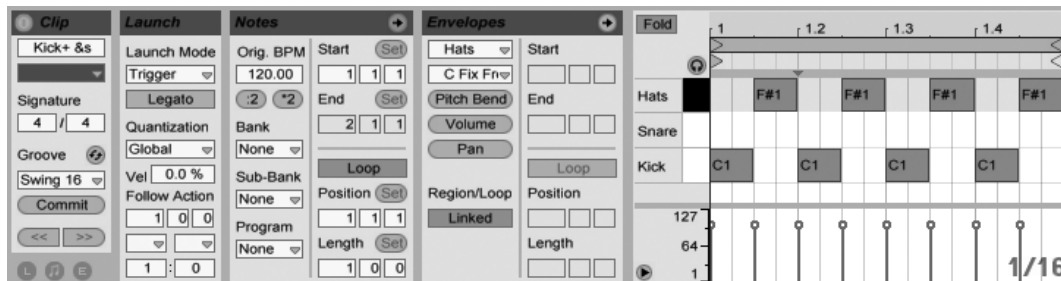 Clip
Kick+ &s
Signature
4 / 4
Groove
Swing 16
Commit
<< >>
L E
Launch
Launch Mode
Trigger
Legato
Quantization
Global
Vel 0.0 %
Follow Action
1 0 0
1 : 0
Notes
Orig. BPM
120.00
:2 *2
Bank
None
Sub-Bank
None
Program
None
Start Set
1 1 1
End Set
2 1 1
Loop
Position Set
1 1 1
Length Set
1 0 0
Envelopes
Hats
C Fix Fre
Pitch Bend
Volume
Pan
Region/Loop
Linked
Start
End
Loop
Position
Length
Fold
1 1.2 1.3 1.4
Hats F#1 F#1 F#1 F#1
Snare
Kick C1 C1 C1 C1
127
64
1
1/16